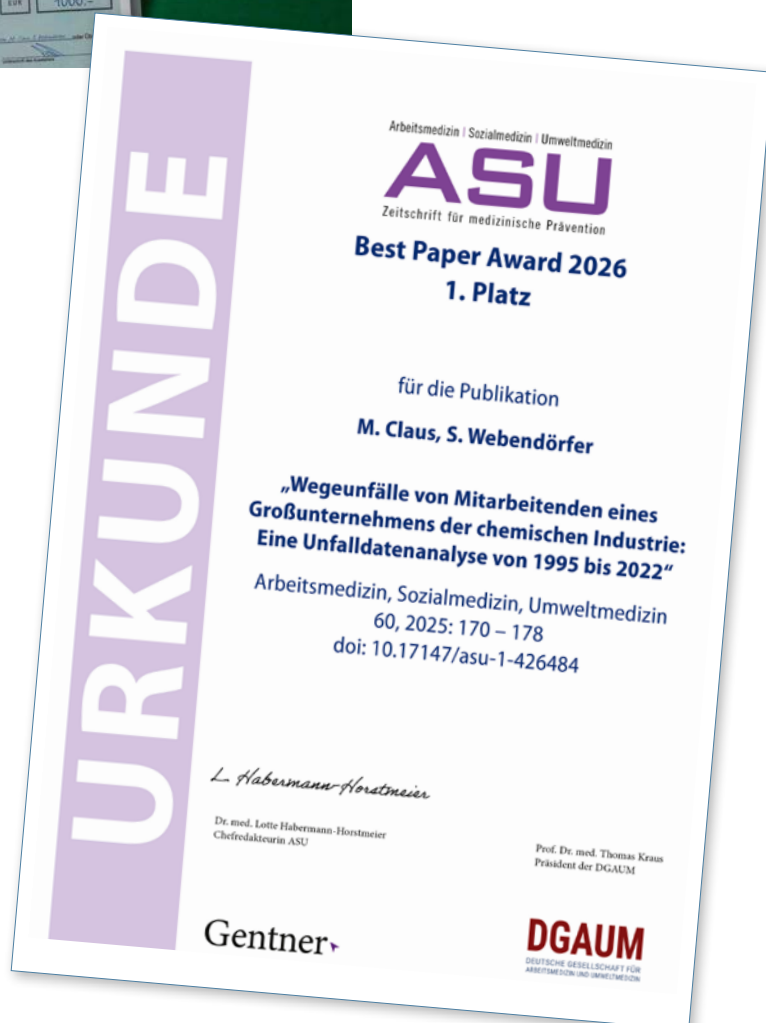 EUR
1000.-
URKUNDE
Arbeitsmedizin | Sozialmedizin | Umweltmedizin
ASU
Zeitschrift für medizinische Prävention
Best Paper Award 2026
1. Platz
für die Publikation
M. Claus, S. Webendörfer
„Wegeunfälle von Mitarbeitenden eines
Großunternehmens der chemischen Industrie:
Eine Unfalldatenanalyse von 1995 bis 2022“
Arbeitsmedizin, Sozialmedizin, Umweltmedizin
60, 2025: 170 – 178
doi: 10.17147/asu-1-426484
L. Habermann-Horstmeier
Dr. med. Lotte Habermann-Horstmeier
Chefredakteurin ASU
Prof. Dr. med. Thomas Kraus
Präsident der DGAUM
Gentner
DGAUM
DEUTSCHE GESELLSCHAFT FÜR
ARBEITSMEDIZIN UND UMWELTMEDIZIN